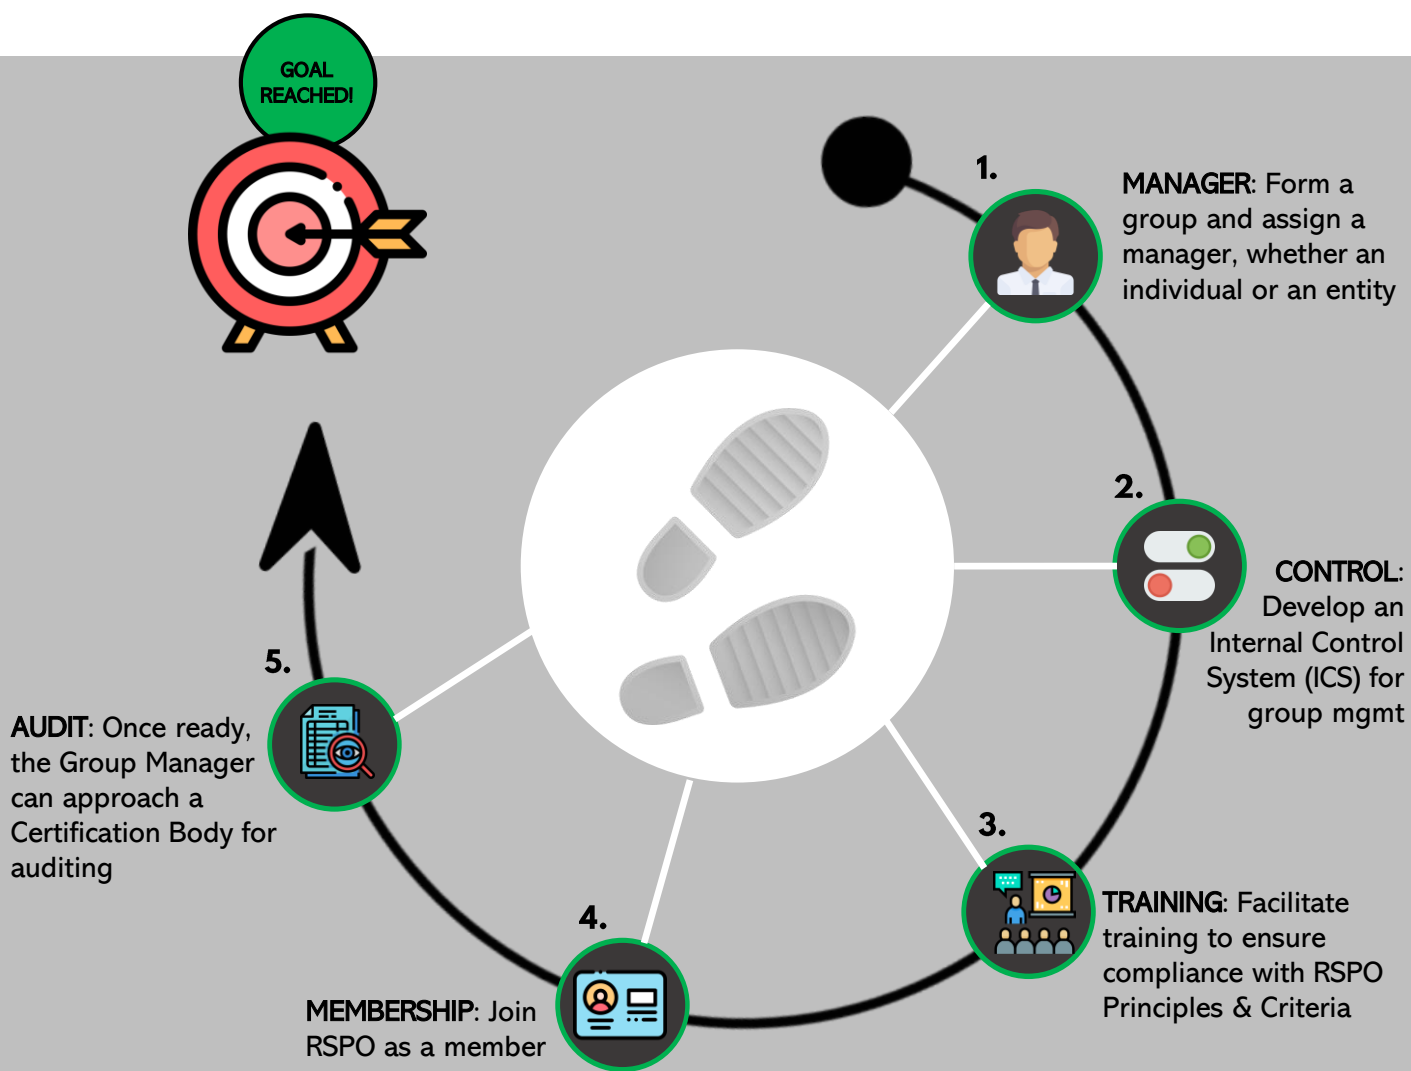 GOAL
REACHED!
1.
MANAGER: Form a
group and assign a
manager, whether an
individual or an entity
2.
CONTROL:
Develop an
Internal Control
System (ICS) for
group mgmt
3.
TRAINING: Facilitate
training to ensure
compliance with RSPO
Principles & Criteria
4.
MEMBERSHIP: Join
RSPO as a member
5.
AUDIT: Once ready,
the Group Manager
can approach a
Certification Body for
auditing